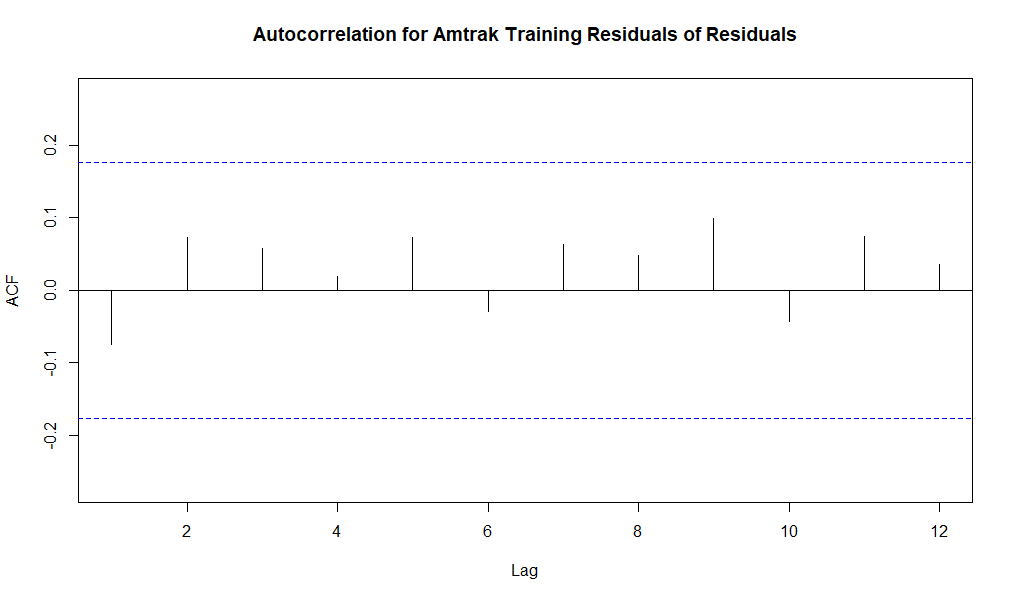 Autocorrelation for Amtrak Training Residuals of Residuals
ACF
0.2
0.1
0.0
-0.1
-0.2
2 4 6 8 10 12
Lag